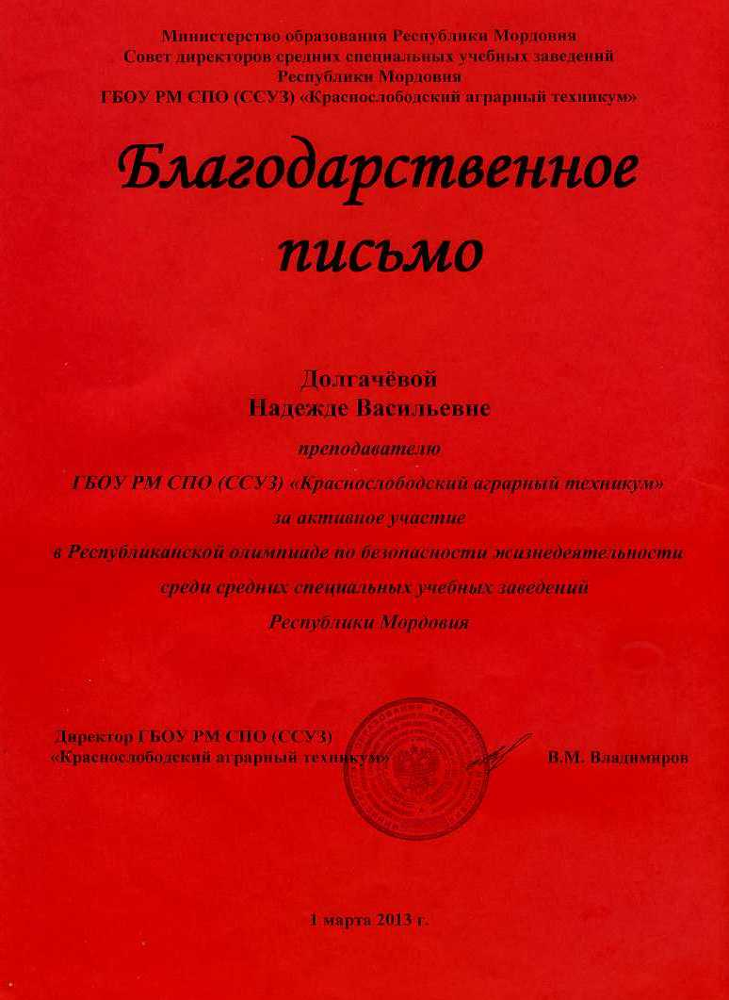 Министерство образования Республики Мордовия
Совет директоров средних специальных учебных заведений
Республики Мордовия
ГБОУ РМ СПО (ССУЗ) «Краснослободский аграрный техникум»
Благодарственное
письмо
Долгачёвой
Надежде Васильевне
преподавателю
ГБОУ РМ СПО (ССУЗ) «Краснослободский аграрный техникум»
за активное участие
в Республиканской олимпиаде по безопасности жизнедеятельности
среди средних специальных учебных заведений
Республики Мордовия
Директор ГБОУ РМ СПО (ССУЗ)
«Краснослободский аграрный техникум» В.М. Владимиров
1 марта 2013 г.